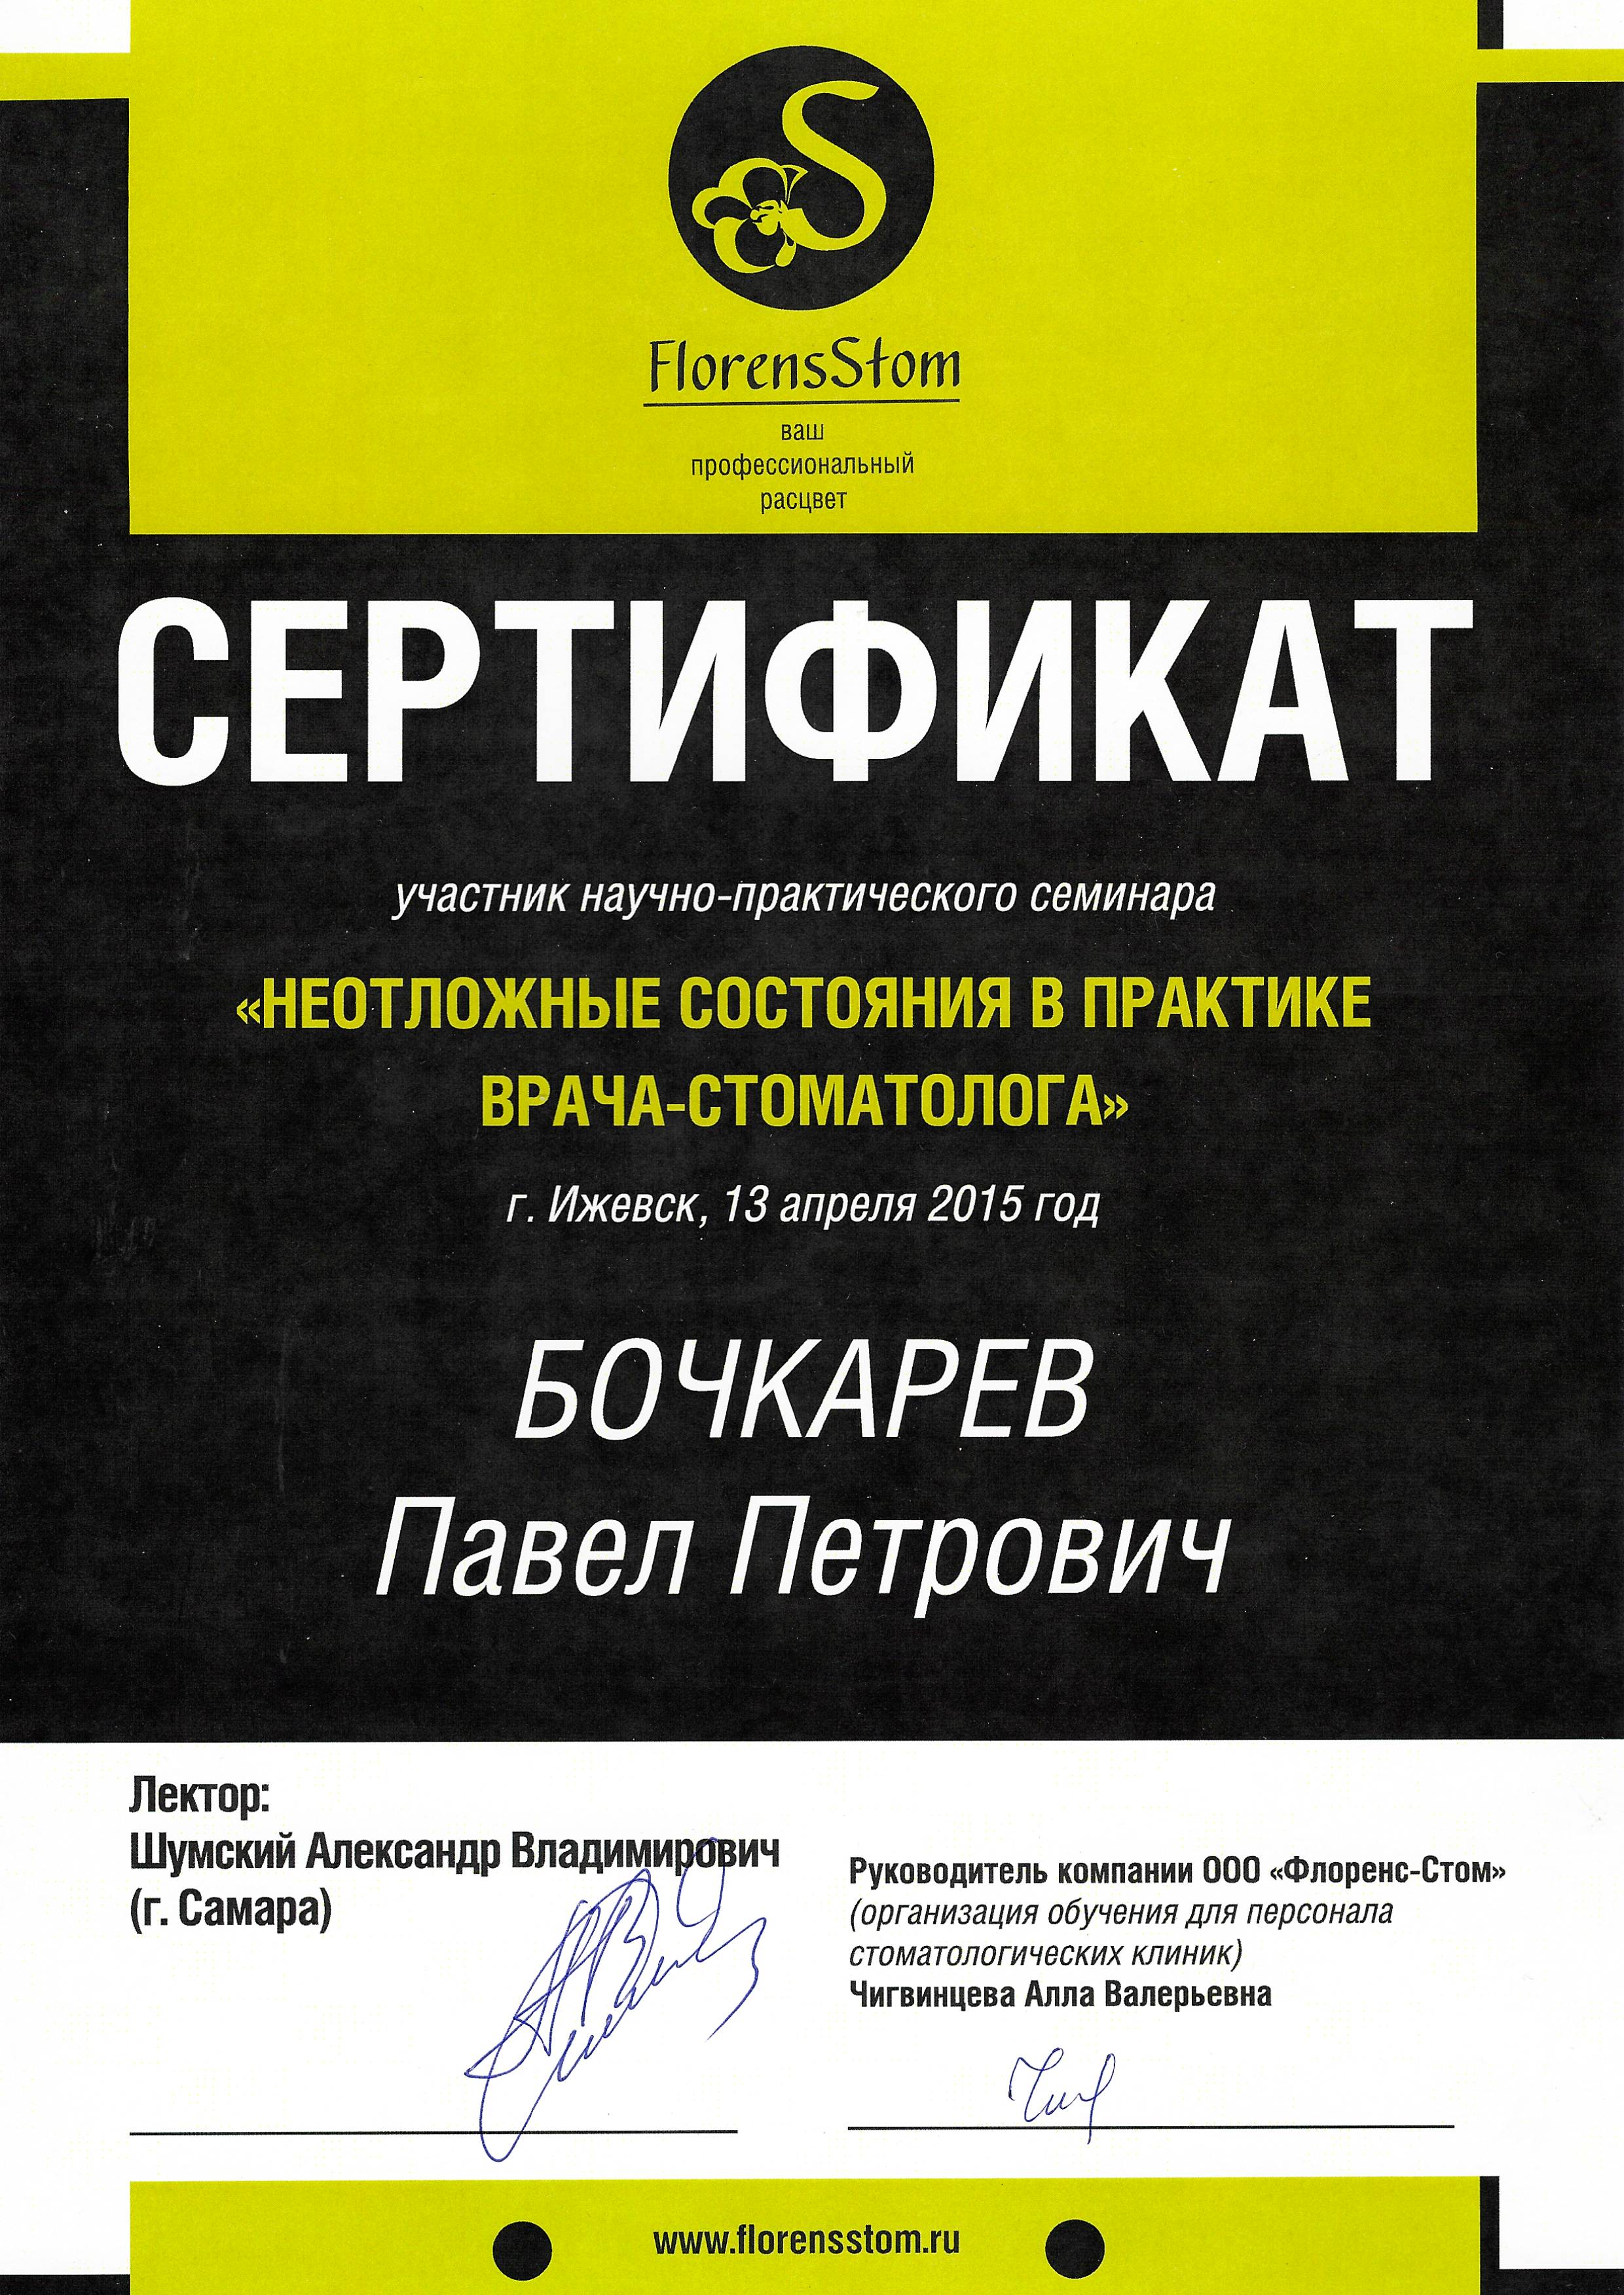 FlorensStom
ваш
профессиональный
расцвет
СЕРТИФИКАТ
участник научно-практического семинара
«НЕОТЛОЖНЫЕ СОСТОЯНИЯ В ПРАКТИКЕ
ВРАЧА-СТОМАТОЛОГА»
г. Ижевск, 13 апреля 2015 год
БОЧКАРЕВ
Павел Петрович
Лектор:
Шумский Александр Владимирович
(г. Самара)
Руководитель компании ООО «Флоренс-Стом»
(организация обучения для персонала
стоматологических клиник)
Чигвинцева Алла Валерьевна
www.florensstom.ru